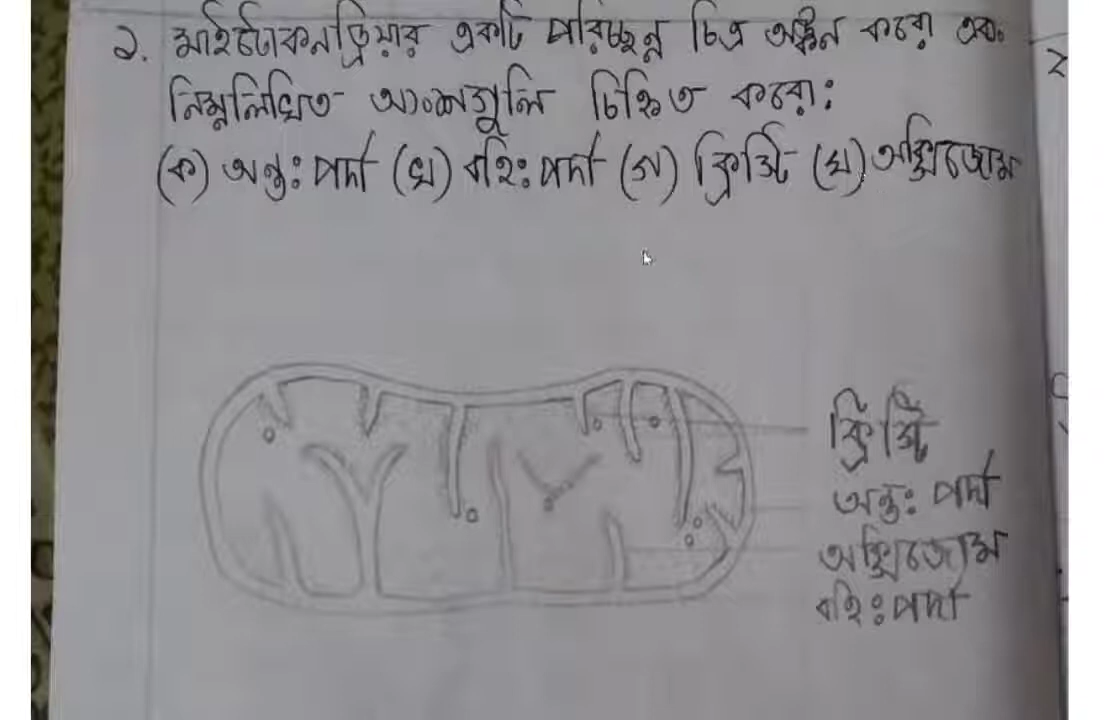 ১. মাইটোকনড্রিয়ার একটি পরিচ্ছন্ন চিত্র অঙ্কন করো এবং
নিম্নলিখিত অংশগুলি চিহ্নিত করো:
(ক) অন্তঃপর্দা (খ) বহিঃপর্দা (গ) ক্রিস্টি (ঘ) অক্সিজোম
ক্রিস্টি
অন্তঃ পর্দা
অক্সিজোম
বহিঃপর্দা